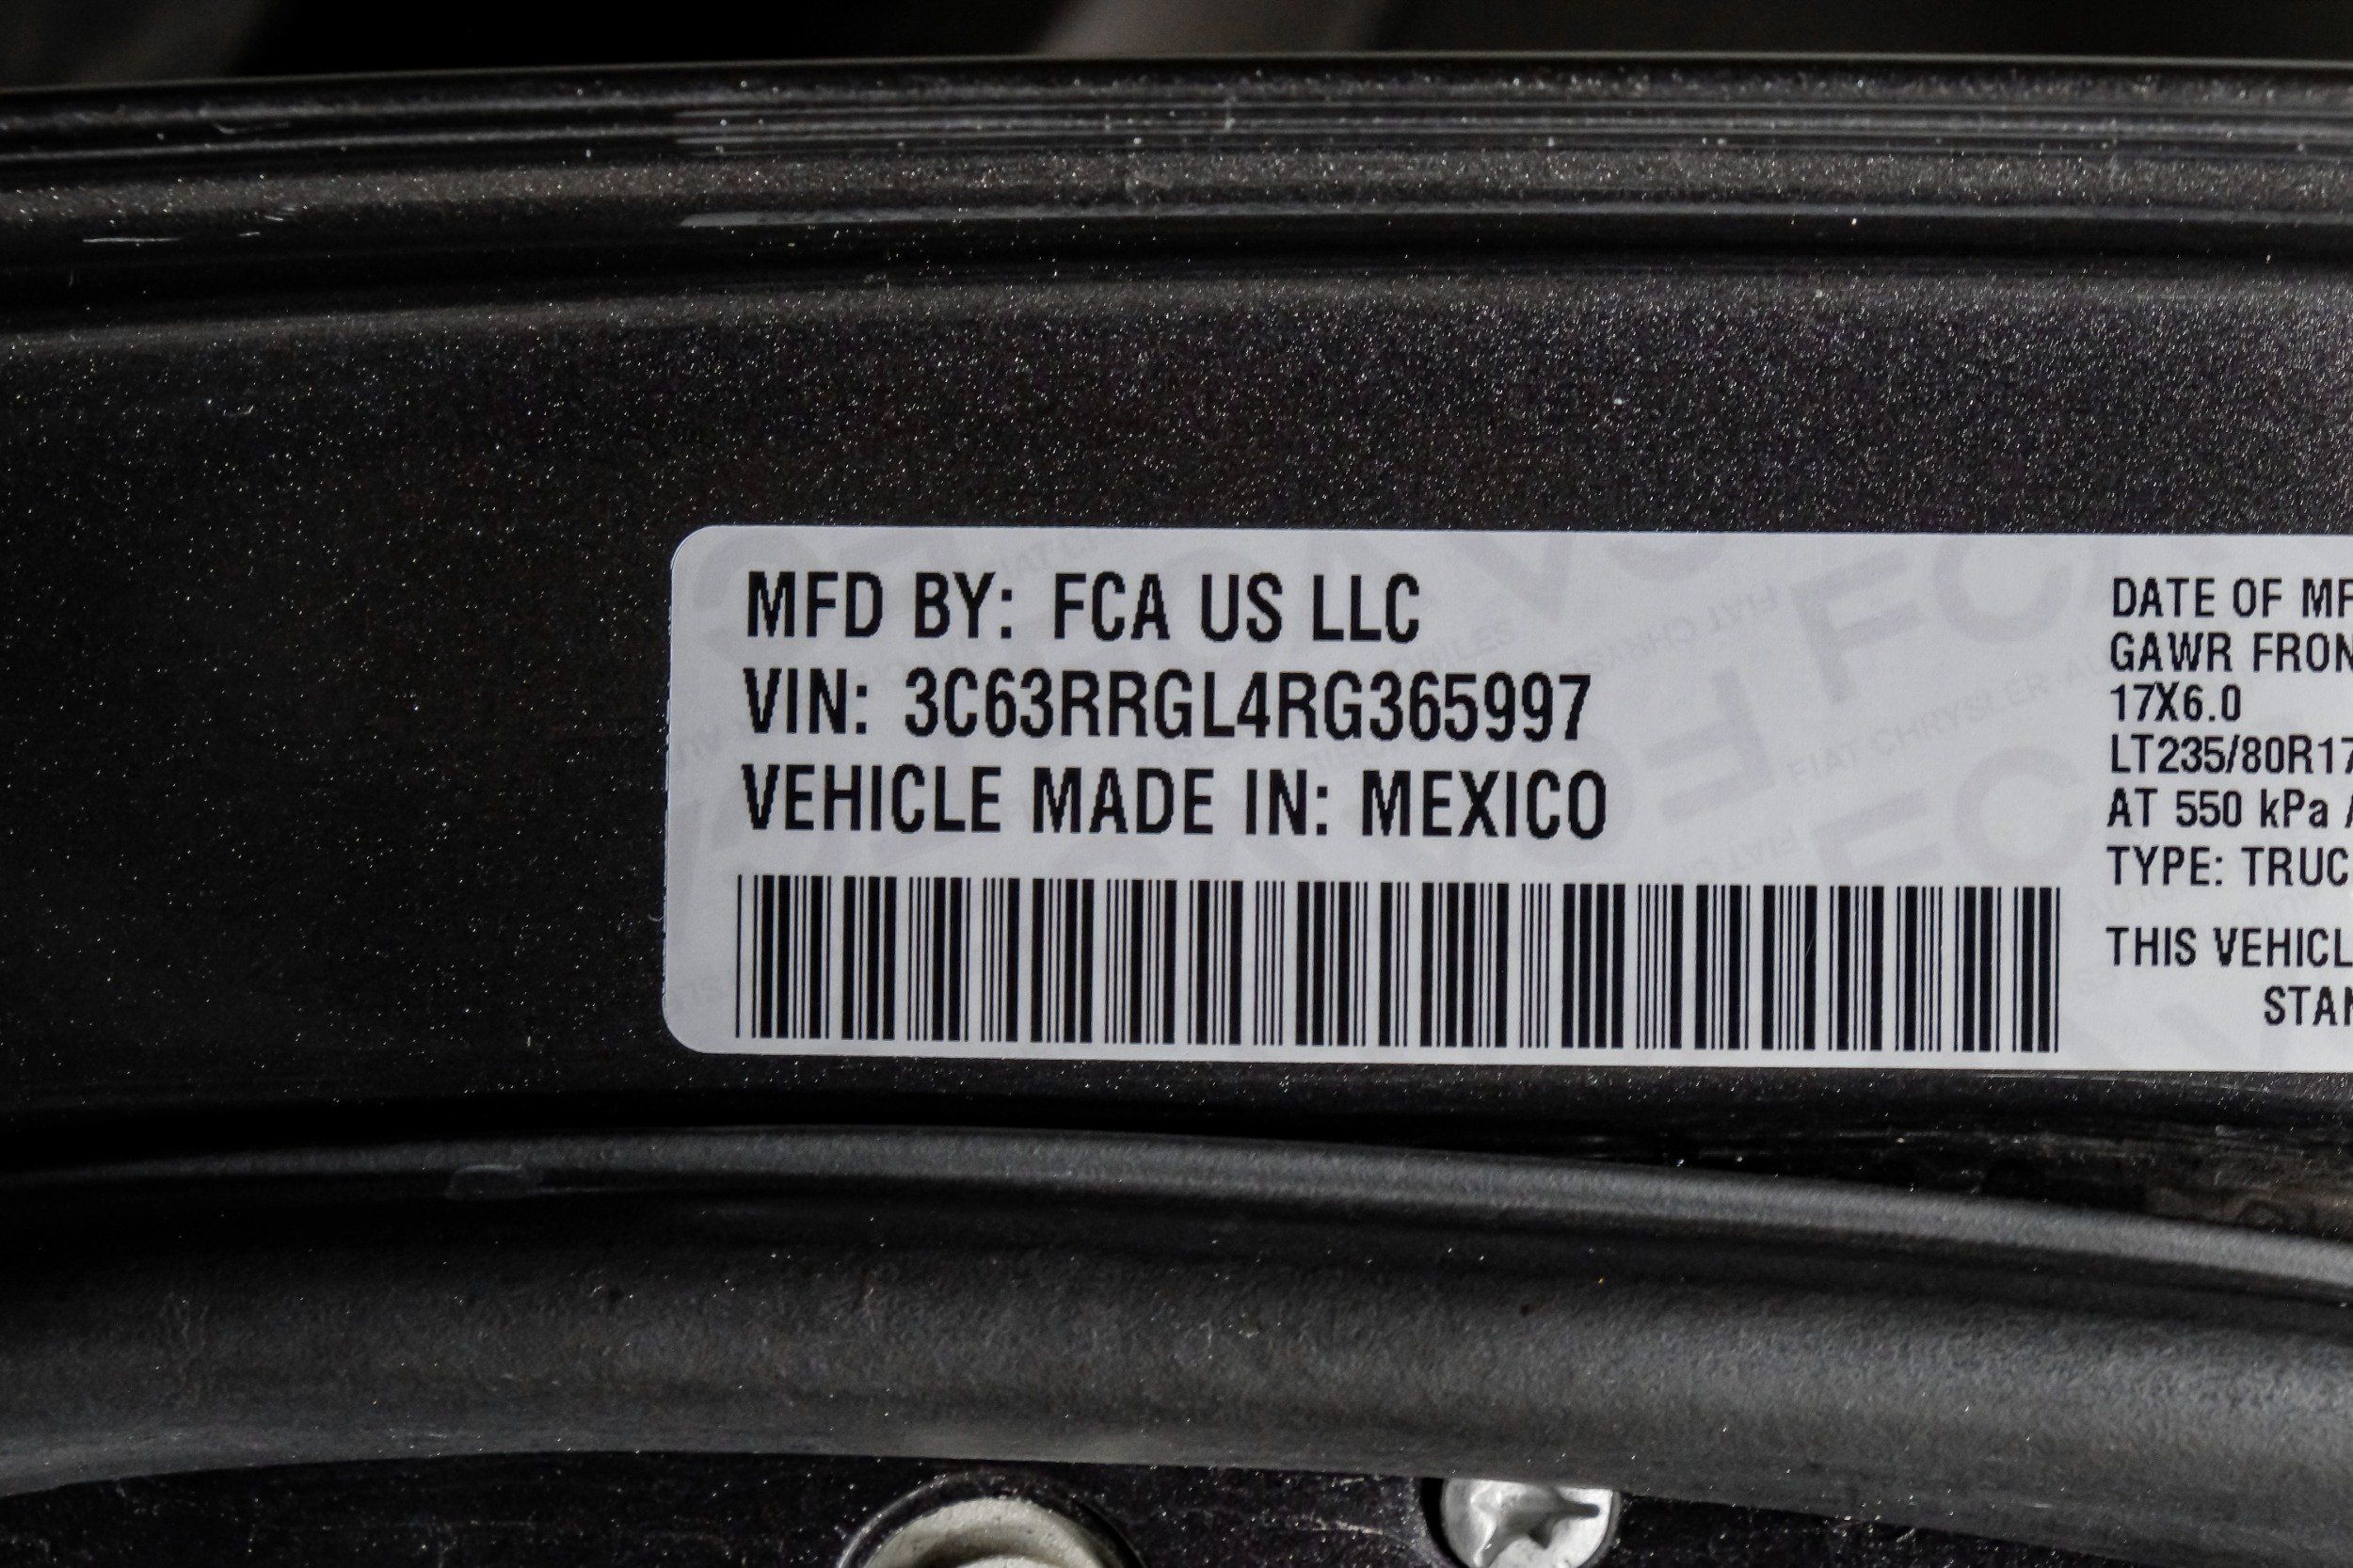 MFD BY: FCA US LLC
VIN: 3C63RRGL4RG365997
VEHICLE MADE IN: MEXICO
DATE OF MF
GAWR FRON
17X6.0
LT235/80R17
AT 550 kPa
TYPE: TRUC
THIS VEHICL
STAN